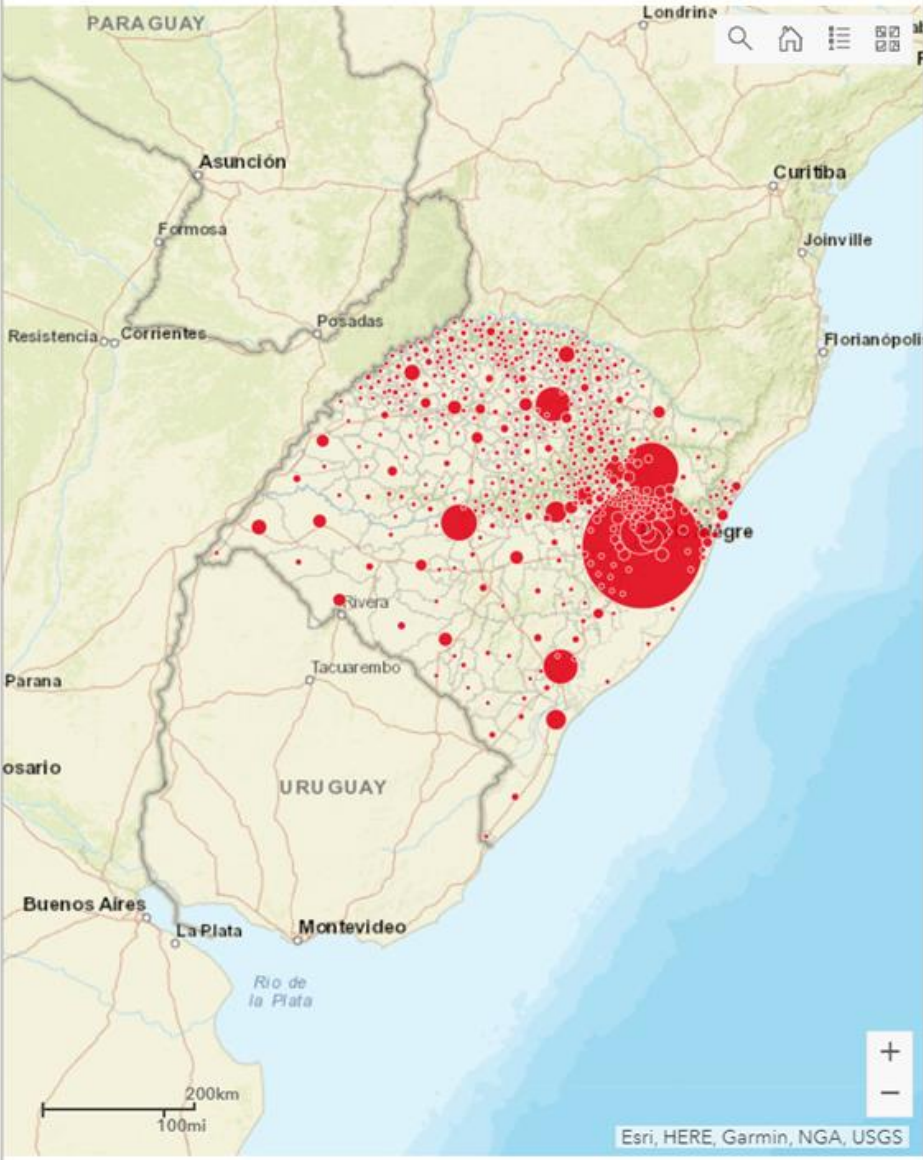 PARAGUAY
Londrina
Asunción
Curitiba
Formosa
Joinville
Posadas
Resistencia
Corrientes
Florianópoli
egre
Rivera
Tacuarembo
Parana
osario
URUGUAY
Buenos Aires
La Plata
Montevideo
Rio de
la Plata
200km
100mi
+
−
Esri, HERE, Garmin, NGA, USGS